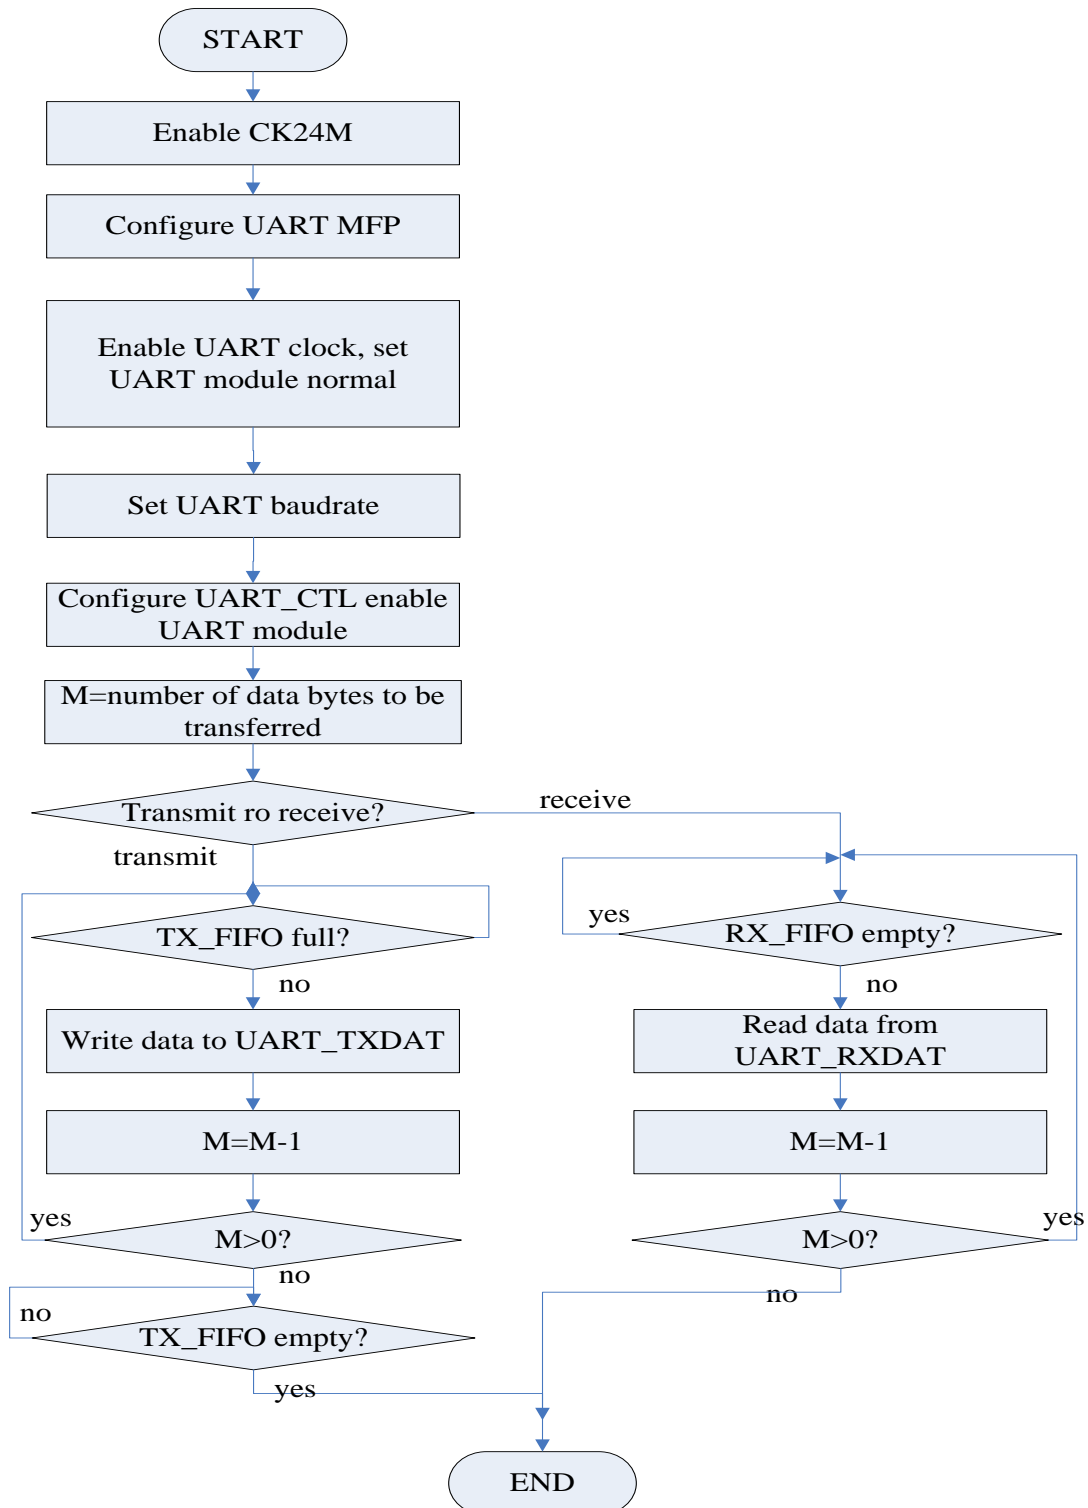 START
Enable CK24M
Configure UART MFP
Enable UART clock, set
UART module normal
Set UART baudrate
Configure UART_CTL enable
UART module
M=number of data bytes to be
transferred
Transmit ro receive?
receive
transmit
TX_FIFO full?
no
Write data to UART_TXDAT
M=M-1
yes
M>0?
no
no
TX_FIFO empty?
yes
yes
RX_FIFO empty?
no
Read data from
UART_RXDAT
M=M-1
M>0?
yes
no
END